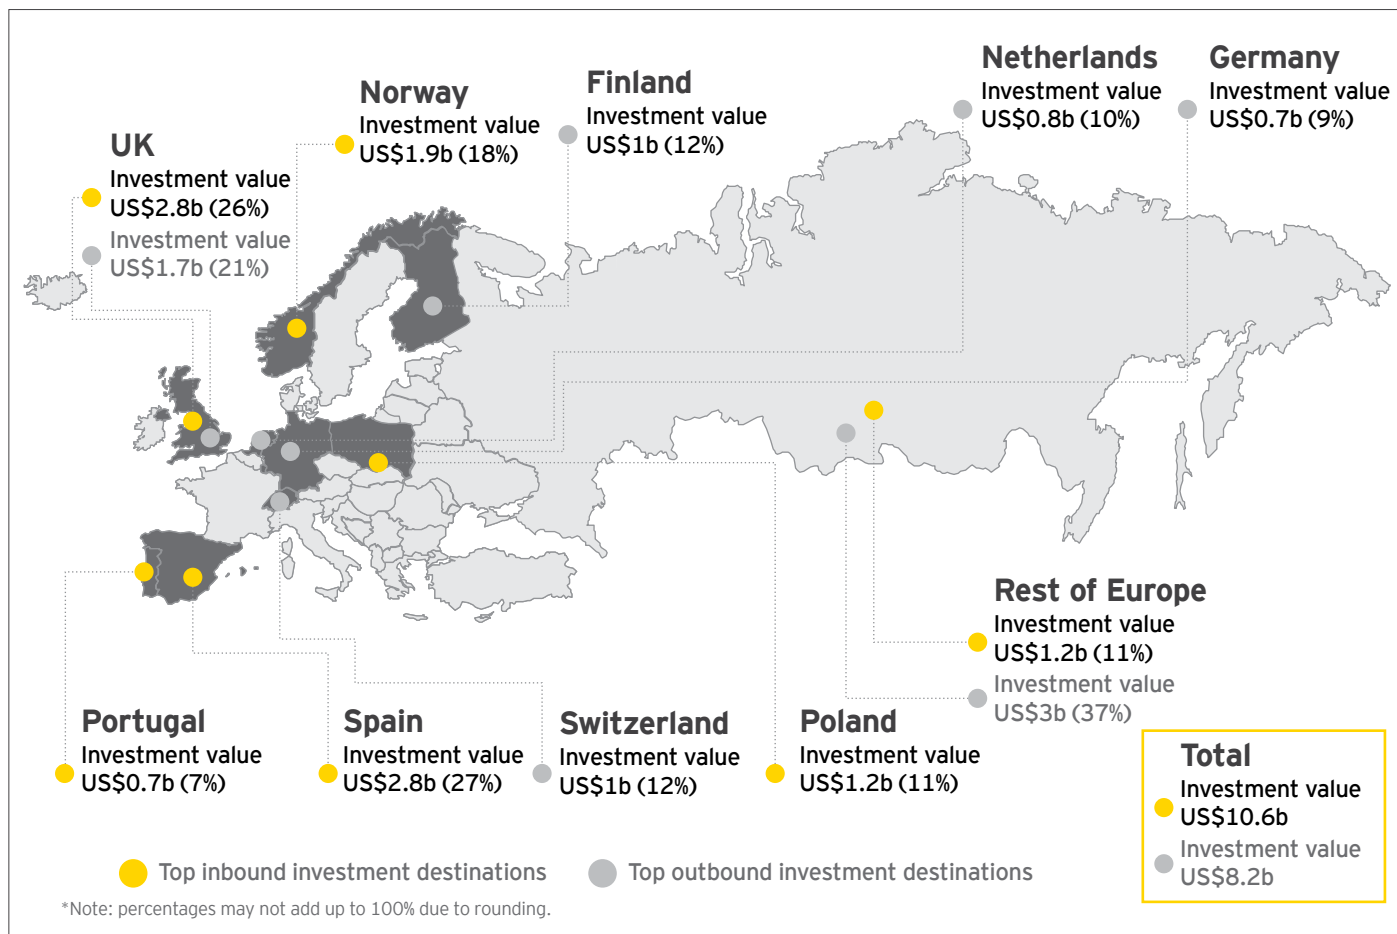 UK
Investment value
US$2.8b (26%)
Investment value
US$1.7b (21%)
Norway
Investment value
US$1.9b (18%)
Finland
Investment value
US$1b (12%)
Netherlands
Investment value
US$0.8b (10%)
Germany
Investment value
US$0.7b (9%)
Rest of Europe
Investment value
US$1.2b (11%)
Investment value
US$3b (37%)
Portugal
Investment value
US$0.7b (7%)
Spain
Investment value
US$2.8b (27%)
Switzerland
Investment value
US$1b (12%)
Poland
Investment value
US$1.2b (11%)
Total
Investment value
US$10.6b
Investment value
US$8.2b
Top inbound investment destinations
Top outbound investment destinations
*Note: percentages may not add up to 100% due to rounding.